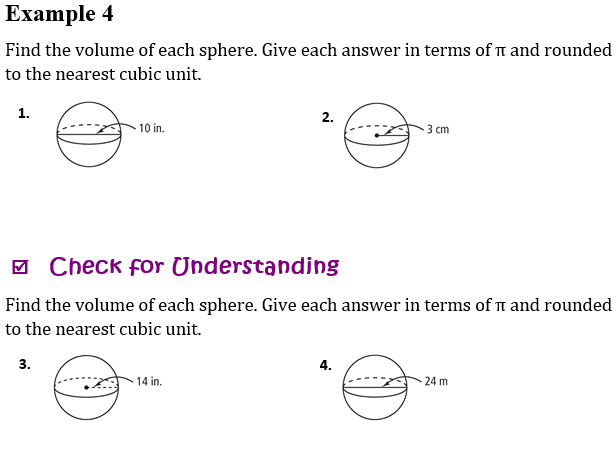 Example 4
Find the volume of each sphere. Give each answer in terms of π and rounded
to the nearest cubic unit.
1.
10 in.
2.
3 cm
☑ Check for Understanding
Find the volume of each sphere. Give each answer in terms of π and rounded
to the nearest cubic unit.
3.
14 in.
4.
24 m